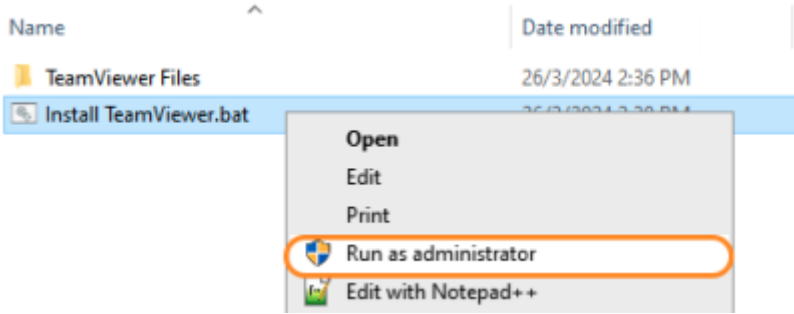 Name Date modified
TeamViewer Files 26/3/2024 2:36 PM
Install TeamViewer.bat
Open
Edit
Print
Run as administrator
Edit with Notepad++